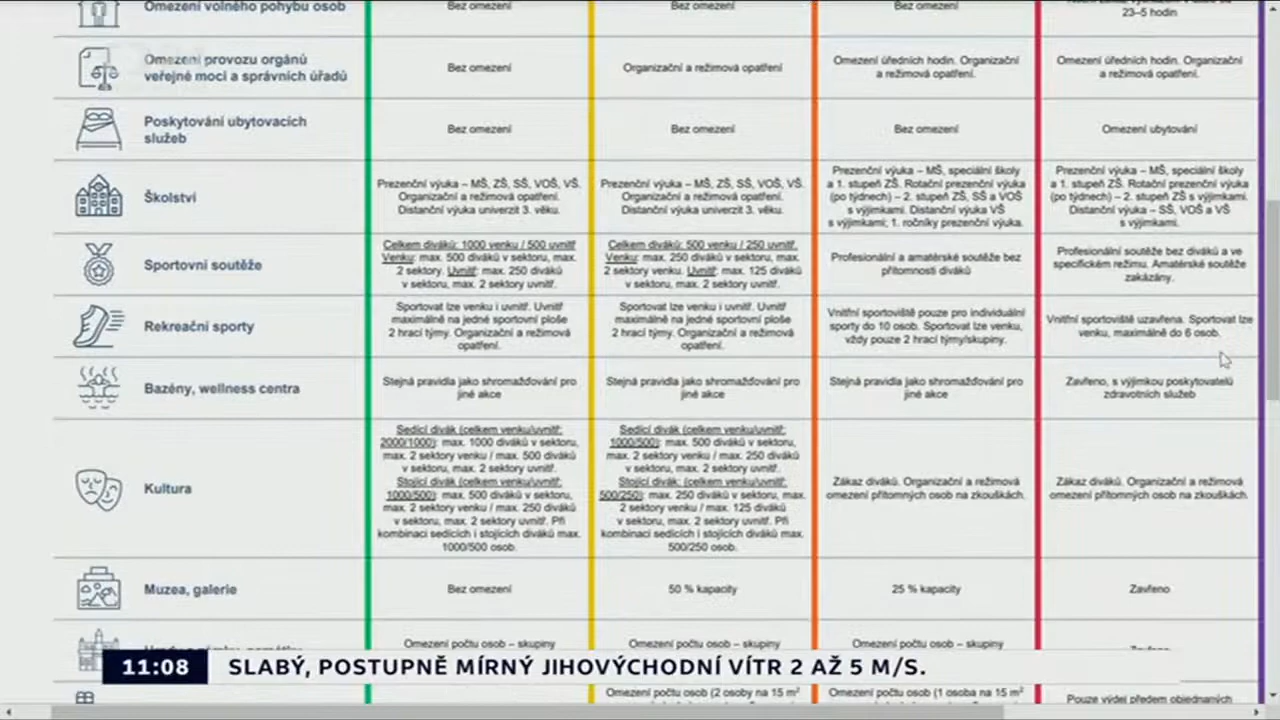 Omezení volného pohybu osob
Bez omezení
Bez omezení
Bez omezení
23–5 hodin
Omezení provozu orgánů
veřejné moci a správních úřadů
Bez omezení
Organizační a režimová opatření
Omezení úředních hodin. Organizační
a režimová opatření.
Omezení úředních hodin. Organizační
a režimová opatření.
Poskytování ubytovacích
služeb
Bez omezení
Bez omezení
Bez omezení
Omezení ubytování
Školství
Prezenční výuka – MŠ, ZŠ, SŠ, VOŠ, VŠ.
Organizační a režimová opatření.
Distanční výuka univerzit 3. věku.
Prezenční výuka – MŠ, ZŠ, SŠ, VOŠ, VŠ.
Organizační a režimová opatření.
Distanční výuka univerzit 3. věku.
Prezenční výuka – MŠ, speciální školy
a 1. stupeň ZŠ. Rotační prezenční výuka
(po týdnech) – 2. stupeň ZŠ, SŠ a VOŠ
s výjimkami. Distanční výuka VŠ
s výjimkami; 1. ročníky prezenční výuka.
Prezenční výuka – MŠ, speciální školy
a 1. stupeň ZŠ. Rotační prezenční výuka
(po týdnech) – 2. stupeň ZŠ s výjimkami.
Distanční výuka – SŠ, VOŠ a VŠ
s výjimkami.
Sportovní soutěže
Celkem diváků: 1000 venku / 500 uvnitř
Venku: max. 500 diváků v sektoru, max.
2 sektory. Uvnitř: max. 250 diváků
v sektoru, max. 2 sektory uvnitř.
Celkem diváků: 500 venku / 250 uvnitř.
Venku: max. 250 diváků v sektoru, max.
2 sektory venku. Uvnitř: max. 125 diváků
v sektoru, max. 2 sektory uvnitř.
Profesionální a amatérské soutěže bez
přítomnosti diváků
Profesionální soutěže bez diváků a ve
specifickém režimu. Amatérské soutěže
zakázány.
Rekreační sporty
Sportovat lze venku i uvnitř. Uvnitř
maximálně na jedné sportovní ploše
2 hrací týmy. Organizační a režimová
opatření.
Sportovat lze venku i uvnitř. Uvnitř
maximálně na jedné sportovní ploše
2 hrací týmy. Organizační a režimová
opatření.
Vnitřní sportoviště pouze pro individuální
sporty do 10 osob. Sportovat lze venku,
vždy pouze 2 hrací týmy/skupiny.
Vnitřní sportoviště uzavřena. Sportovat lze
venku, maximálně do 6 osob.
Bazény, wellness centra
Stejná pravidla jako shromažďování pro
jiné akce
Stejná pravidla jako shromažďování pro
jiné akce
Stejná pravidla jako shromažďování pro
jiné akce
Zavřeno, s výjimkou poskytovatelů
zdravotních služeb
Kultura
Sedící divák (celkem venku/uvnitř:
2000/1000): max. 1000 diváků v sektoru,
max. 2 sektory venku / max. 500 diváků
v sektoru, max. 2 sektory uvnitř.
Stojící divák (celkem venku/uvnitř:
1000/500): max. 500 diváků v sektoru,
max. 2 sektory venku / max. 250 diváků
v sektoru, max. 2 sektory uvnitř. Při
kombinaci sedících i stojících diváků max.
1000/500 osob.
Sedící divák (celkem venku/uvnitř:
1000/500): max. 500 diváků v sektoru,
max. 2 sektory venku / max. 250 diváků
v sektoru, max. 2 sektory uvnitř.
Stojící divák: (celkem venku/uvnitř:
500/250): max. 250 diváků v sektoru, max.
2 sektory venku / max. 125 diváků
v sektoru, max. 2 sektory uvnitř. Při
kombinaci sedících i stojících diváků max.
500/250 osob.
Zákaz diváků. Organizační a režimová
omezení přítomných osob na zkouškách.
Zákaz diváků. Organizační a režimová
omezení přítomných osob na zkouškách.
Muzea, galerie
Bez omezení
50 % kapacity
25 % kapacity
Zavřeno
Omezení počtu osob – skupiny
Omezení počtu osob – skupiny
Omezení počtu osob – skupiny
11:08 SLABÝ, POSTUPNĚ MÍRNÝ JIHOVÝCHODNÍ VÍTR 2 AŽ 5 M/S.
Omezení počtu osob (2 osoby na 15 m²
Omezení počtu osob (1 osoba na 15 m²
Pouze výdej předem objednaných